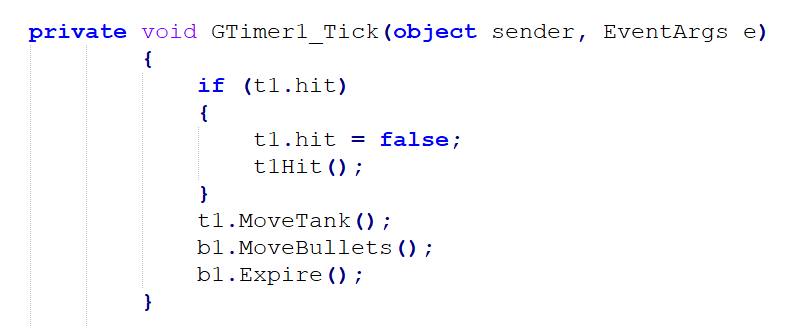 private void GTimer1_Tick(object sender, EventArgs e)
{
if (t1.hit)
{
t1.hit = false;
t1Hit();
}
t1.MoveTank();
b1.MoveBullets();
b1.Expire();
}